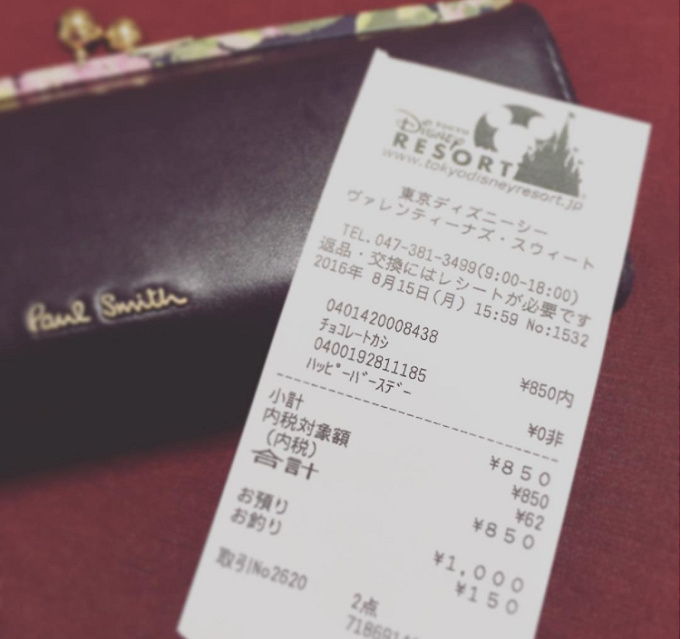 Paul Smith
TOKYO
Disney
RESORT
www.tokyodisneyresort.jp
東京ディズニーシー
ヴァレンティーナズ・スウィート
TEL.047-381-3499(9:00-18:00)
返品・交換にはレシートが必要です
2016年 8月15日(月) 15:59 No:1532
0401420008438
チョコレートカシ ¥850内
0400192811185
ハッピーバースデー ¥0非
小計 ¥850
内税対象額 ¥850
(内税) ¥62
合計 ¥850
お預り ¥1,000
お釣り ¥150
取引No2620 2点